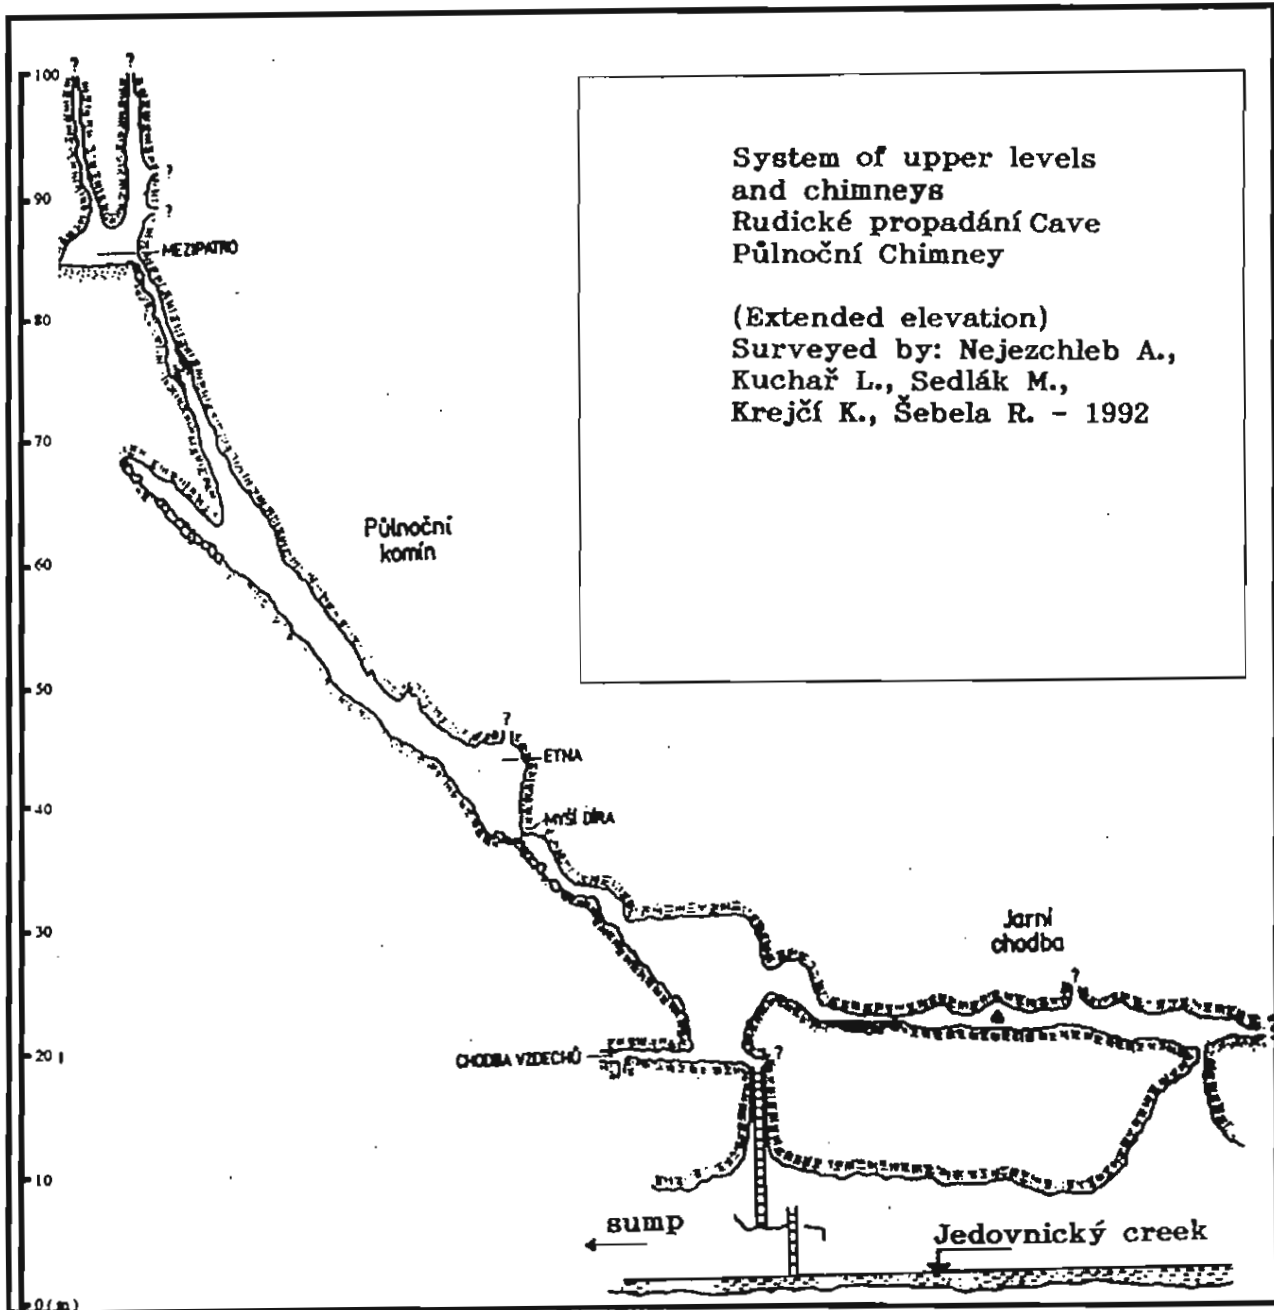 System of upper levels
and chimneys
Rudické propadání Cave
Půlnoční Chimney
(Extended elevation)
Surveyed by: Nejezchleb A.,
Kuchař L., Sedlák M.,
Krejčí K., Šebela R. - 1992
?
?
100
?
90
?
MEZIPATRO
80
70
Půlnoční
komín
60
50
?
ETNA
MYŠÍ DÍRA
40
30
Jarní
chodba
?
20
CHODBA VZDECHŮ
?
10
sump
Jedovnický creek
0(m)